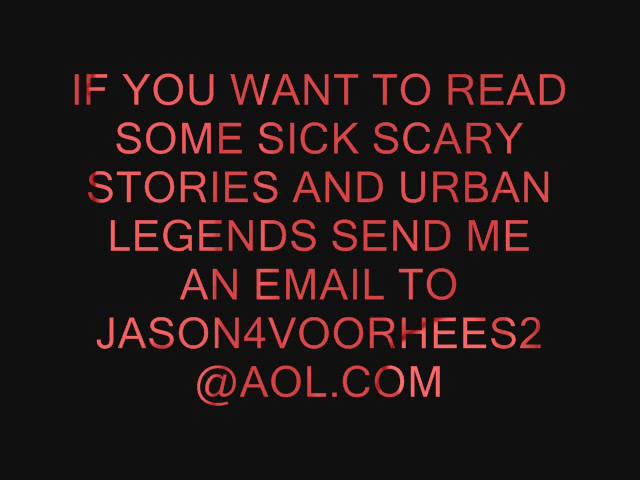 IF YOU WANT TO READ
SOME SICK SCARY
STORIES AND URBAN
LEGENDS SEND ME
AN EMAIL TO
JASON4VOORHEES2
@AOL.COM